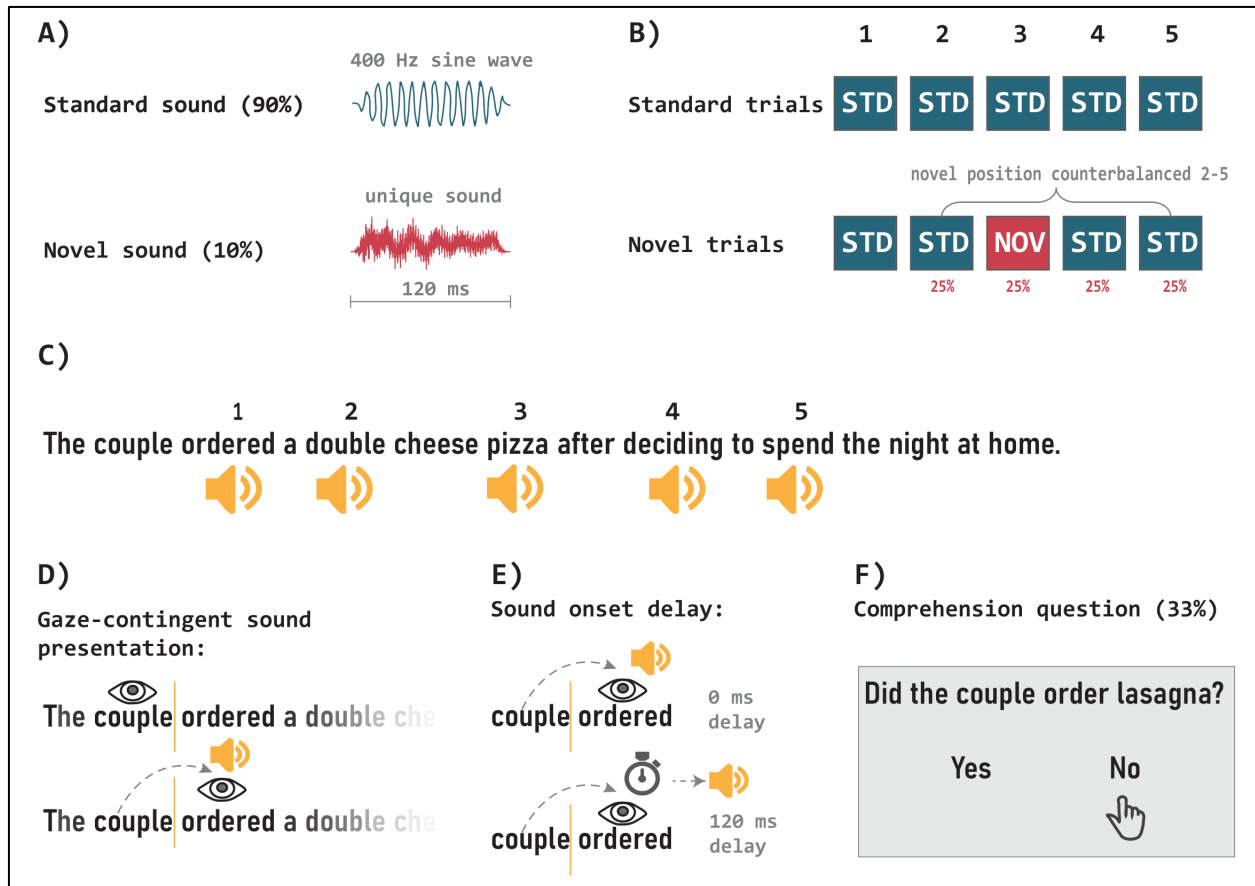 A)
400 Hz sine wave
Standard sound (90%)
unique sound
Novel sound (10%)
120 ms
B)
1 2 3 4 5
Standard trials STD STD STD STD STD
novel position counterbalanced 2-5
Novel trials STD STD NOV STD STD
25% 25% 25% 25%
C)
1 2 3 4 5
The couple ordered a double cheese pizza after deciding to spend the night at home.
D)
Gaze-contingent sound
presentation:
The couple ordered a double che
The couple ordered a double che
E)
Sound onset delay:
0 ms
delay
couple ordered
120 ms
delay
couple ordered
F)
Comprehension question (33%)
Did the couple order lasagna?
Yes No